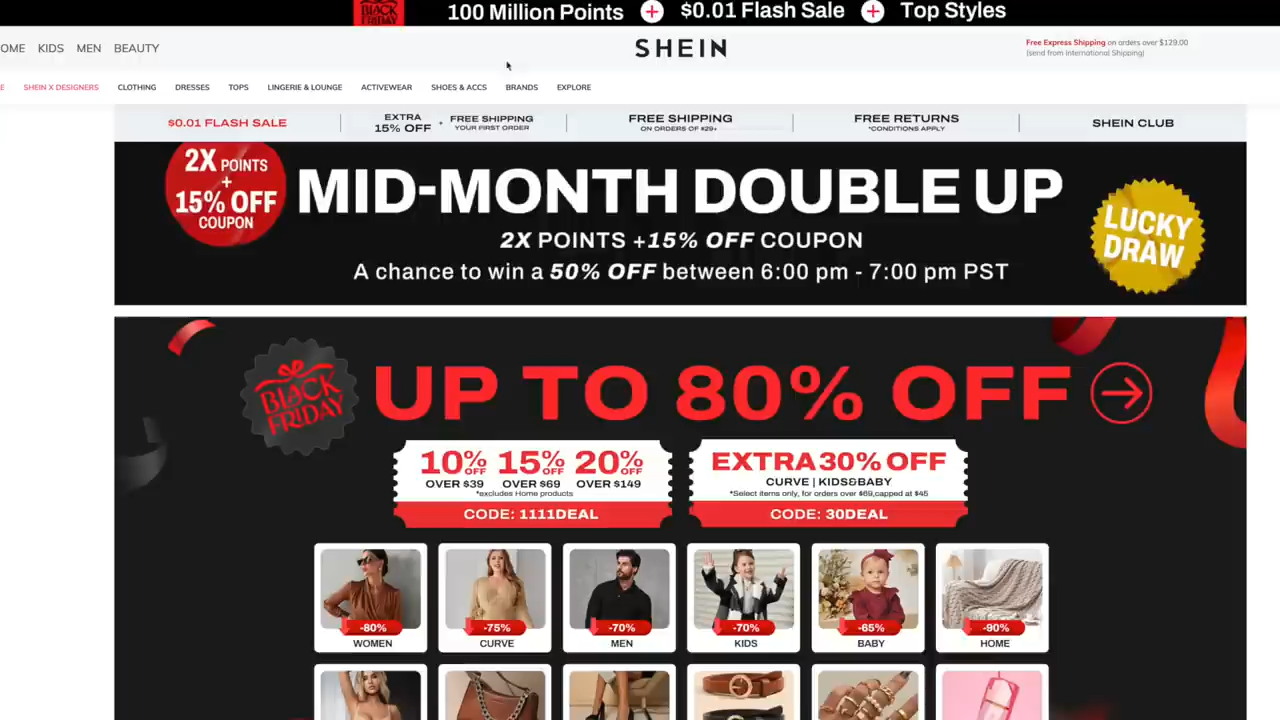 BLACK FRIDAY
100 Million Points + $0.01 Flash Sale + Top Styles
OME KIDS MEN BEAUTY
SHEIN
Free Express Shipping on orders over $129.00
(send from International Shipping)
E SHEIN X DESIGNERS CLOTHING DRESSES TOPS LINGERIE & LOUNGE ACTIVEWEAR SHOES & ACCS BRANDS EXPLORE
$0.01 FLASH SALE
EXTRA
15% OFF + FREE SHIPPING
YOUR FIRST ORDER
FREE SHIPPING
ON ORDERS OF $29+
FREE RETURNS
*CONDITIONS APPLY
SHEIN CLUB
2X POINTS
+
15% OFF
COUPON
MID-MONTH DOUBLE UP
2X POINTS +15% OFF COUPON
A chance to win a 50% OFF between 6:00 pm - 7:00 pm PST
LUCKY
DRAW
BLACK
FRIDAY
UP TO 80% OFF
10% OFF 15% OFF 20% OFF
OVER $39 OVER $69 OVER $149
*excludes Home products
CODE: 1111DEAL
EXTRA 30% OFF
CURVE | KIDS&BABY
*Select items only, for orders over $69,capped at $45
CODE: 30DEAL
-80% -75% -70% -70% -65% -90%
WOMEN CURVE MEN KIDS BABY HOME